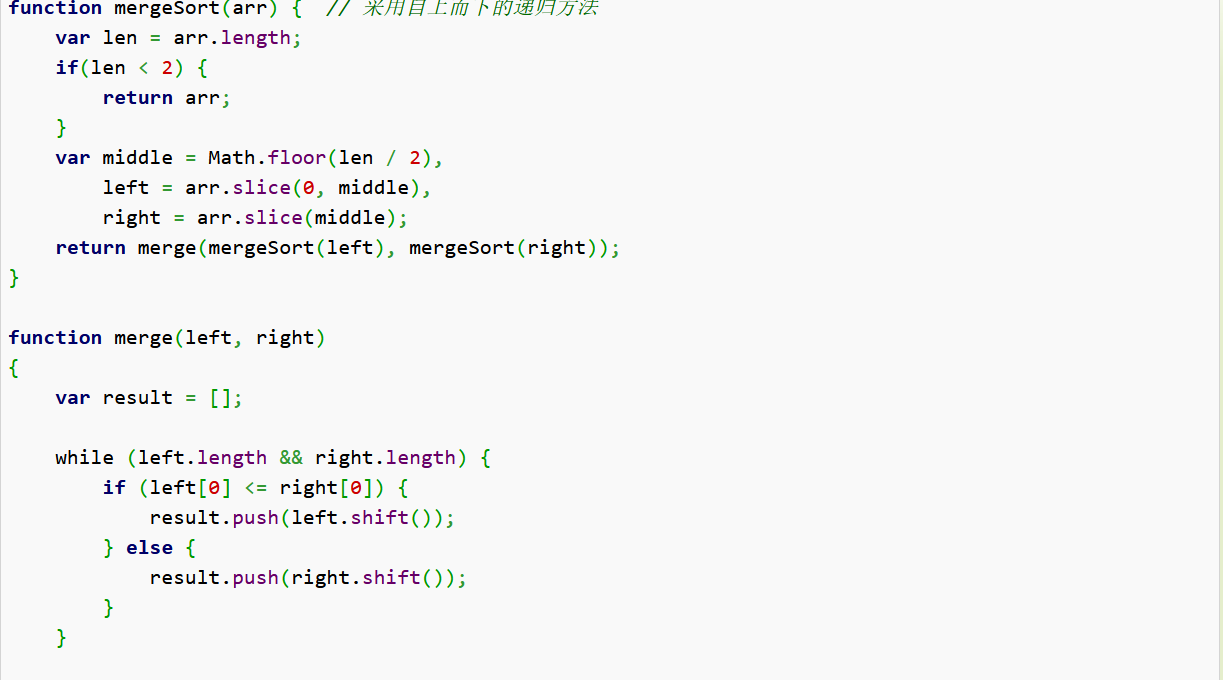 function mergeSort(arr) {  // 采用自上而下的递归方法
    var len = arr.length;
    if(len < 2) {
        return arr;
    }
    var middle = Math.floor(len / 2),
        left = arr.slice(0, middle),
        right = arr.slice(middle);
    return merge(mergeSort(left), mergeSort(right));
}
function merge(left, right)
{
    var result = [];
    while (left.length && right.length) {
        if (left[0] <= right[0]) {
            result.push(left.shift());
        } else {
            result.push(right.shift());
        }
    }